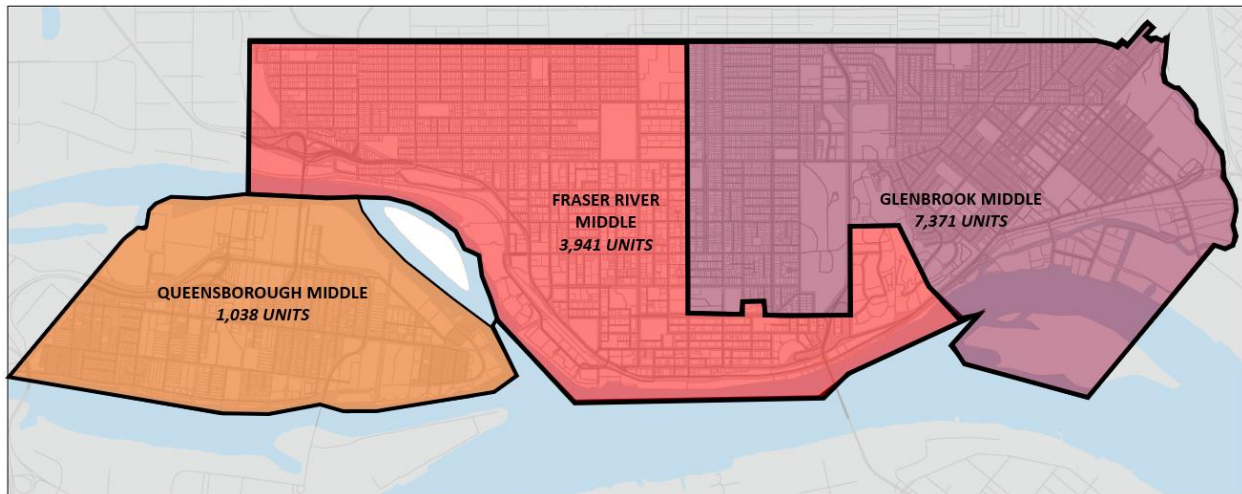 FRASER RIVER
MIDDLE
3,941 UNITS
GLENBROOK MIDDLE
7,371 UNITS
QUEENSBOROUGH MIDDLE
1,038 UNITS